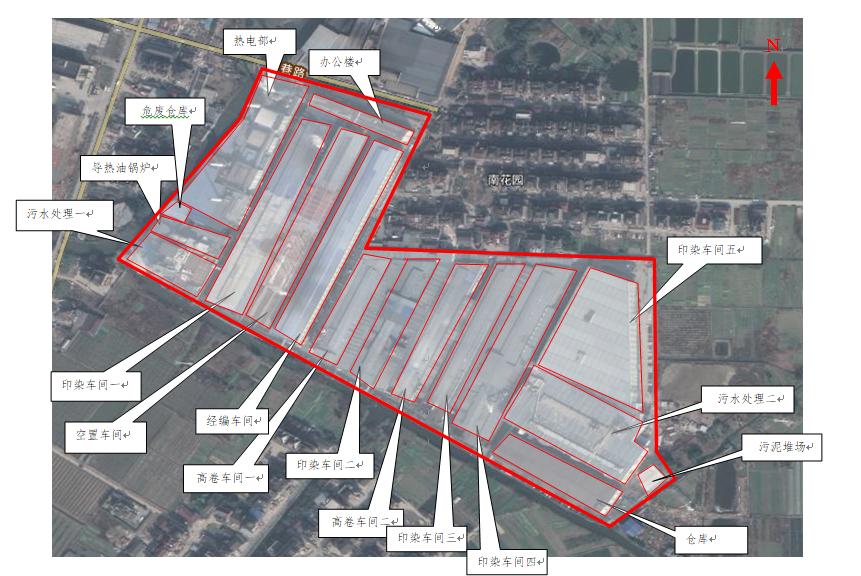 热电部
N
办公楼
巷路
危废仓库
导热油锅炉
南花园
污水处理一
印染车间五
印染车间一
污水处理二
经编车间
空置车间
污泥堆场
印染车间二
高卷车间一
高卷车间二
印染车间三
仓库
印染车间四